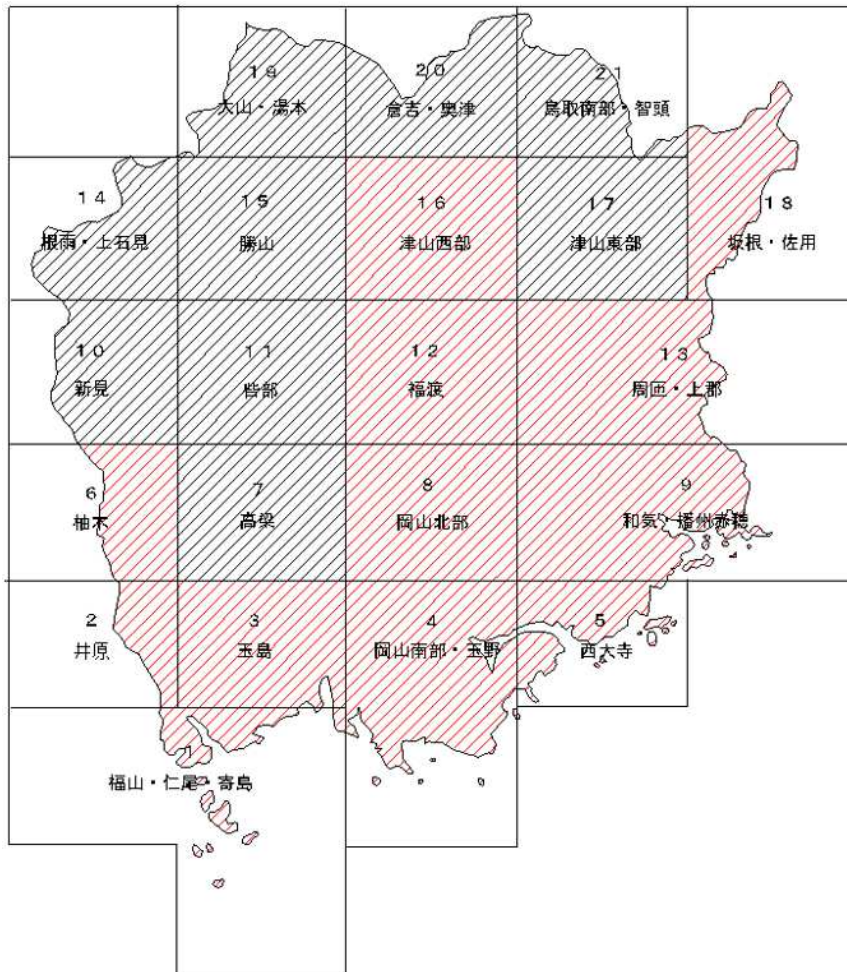 19
大山・湯本
20
倉吉・奥津
21
鳥取南部・智頭
14
根雨・上石見
15
勝山
16
津山西部
17
津山東部
18
坂根・佐用
10
新見
11
呰部
12
福渡
13
周匝・上郡
6
柚木
7
高梁
8
岡山北部
9
和気・播州赤穂
2
井原
3
玉島
4
岡山南部・玉野
5
西大寺
福山・仁尾・寄島